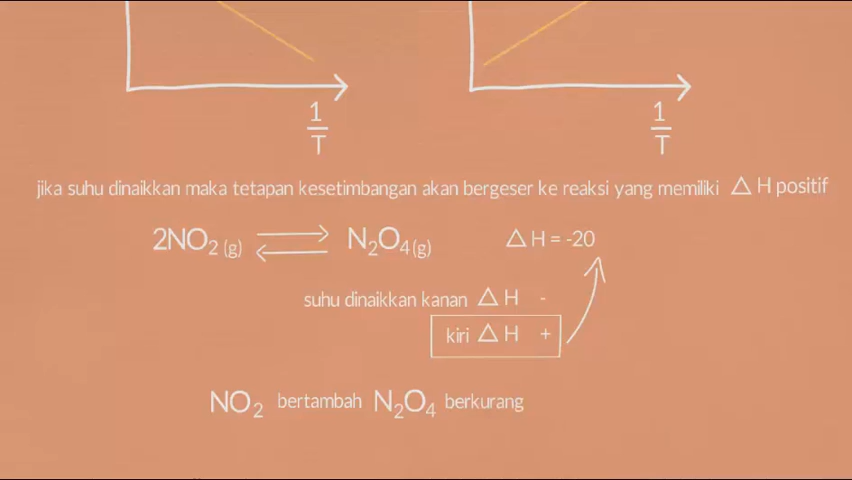 1/T 1/T
jika suhu dinaikkan maka tetapan kesetimbangan akan bergeser ke reaksi yang memiliki △ H positif
2NO₂ (g) ⇌ N₂O₄ (g) △ H = -20
suhu dinaikkan kanan △ H -
kiri △ H +
NO₂ bertambah N₂O₄ berkurang